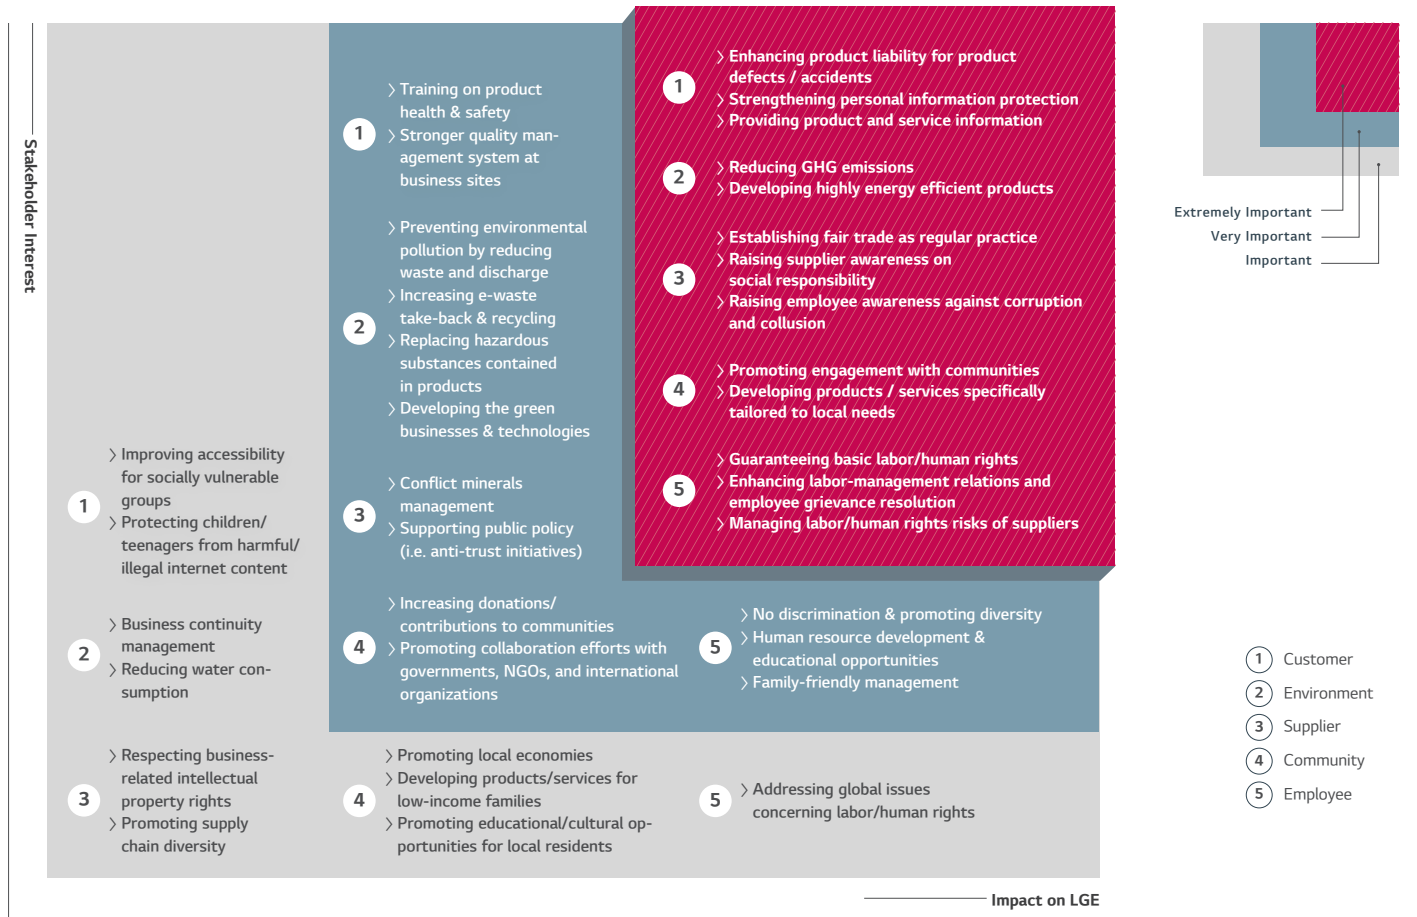 Stakeholder Interest
1
Improving accessibility
for socially vulnerable
groups
Protecting children/
teenagers from harmful/
illegal internet content
2
Business continuity
management
Reducing water con-
sumption
3
Respecting business-
related intellectual
property rights
Promoting supply
chain diversity
1
Training on product
health & safety
Stronger quality man-
agement system at
business sites
2
Preventing environmental
pollution by reducing
waste and discharge
Increasing e-waste
take-back & recycling
Replacing hazardous
substances contained
in products
Developing the green
businesses & technologies
3
Conflict minerals
management
Supporting public policy
(i.e. anti-trust initiatives)
4
Increasing donations/
contributions to communities
Promoting collaboration efforts with
governments, NGOs, and international
organizations
5
No discrimination & promoting diversity
Human resource development &
educational opportunities
Family-friendly management
4
Promoting local economies
Developing products/services for
low-income families
Promoting educational/cultural op-
portunities for local residents
5
Addressing global issues
concerning labor/human rights
1
Enhancing product liability for product
defects / accidents
Strengthening personal information protection
Providing product and service information
2
Reducing GHG emissions
Developing highly energy efficient products
3
Establishing fair trade as regular practice
Raising supplier awareness on
social responsibility
Raising employee awareness against corruption
and collusion
4
Promoting engagement with communities
Developing products / services specifically
tailored to local needs
5
Guaranteeing basic labor/human rights
Enhancing labor-management relations and
employee grievance resolution
Managing labor/human rights risks of suppliers
Extremely Important
Very Important
Important
1 Customer
2 Environment
3 Supplier
4 Community
5 Employee
Impact on LGE